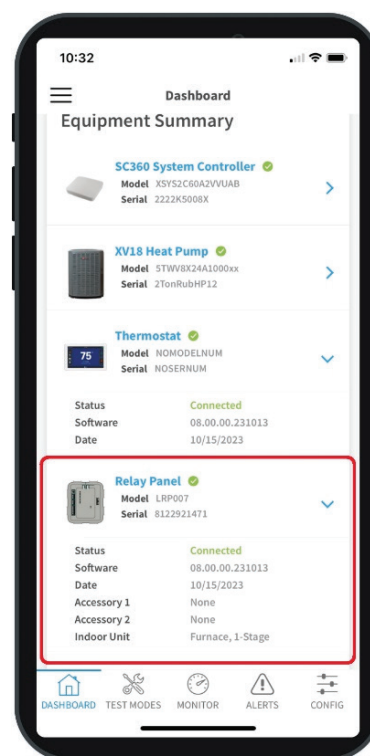 10:32
Dashboard
Equipment Summary
SC360 System Controller
Model XSYS2C60A2VVUAB
Serial 2222K5008X
XV18 Heat Pump
Model 5TWV8X24A1000xx
Serial 2TonRubHP12
75
Thermostat
Model NOMODELNUM
Serial NOSERNUM
Status Connected
Software 08.00.00.231013
Date 10/15/2023
Relay Panel
Model LRP007
Serial 8122921471
Status Connected
Software 08.00.00.231013
Date 10/15/2023
Accessory 1 None
Accessory 2 None
Indoor Unit Furnace, 1-Stage
DASHBOARD TEST MODES MONITOR ALERTS CONFIG